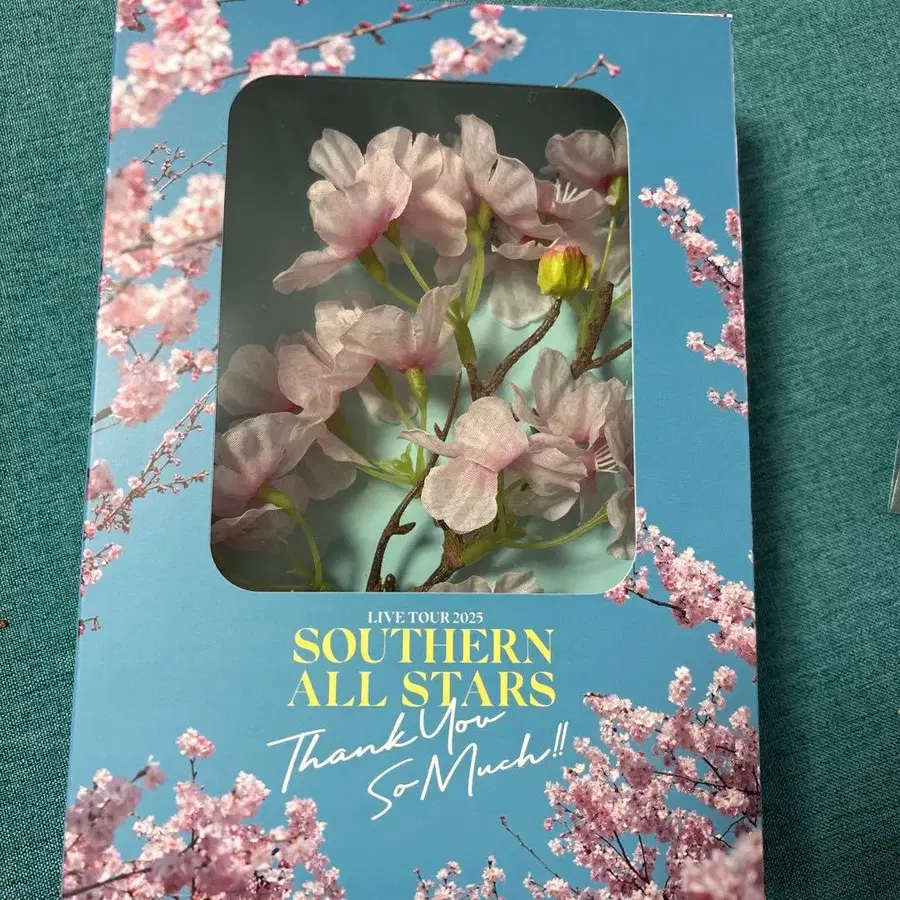 LIVE TOUR 2025
SOUTHERN
ALL STARS
Thank You
So Much!!